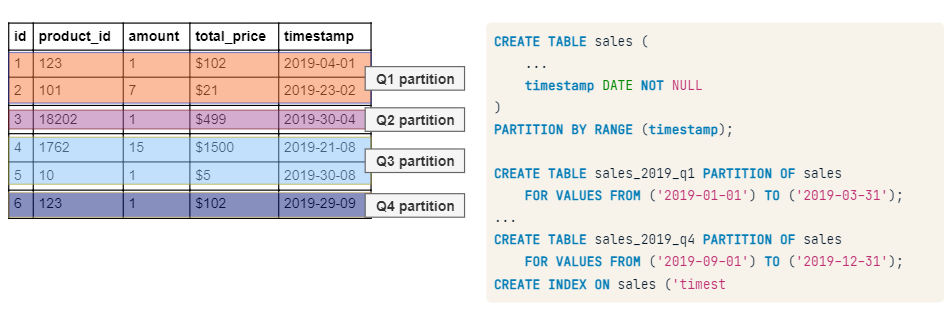 id product_id amount total_price timestamp
1 123 1 $102 2019-04-01
2 101 7 $21 2019-23-02
Q1 partition
3 18202 1 $499 2019-30-04
Q2 partition
4 1762 15 $1500 2019-21-08
5 10 1 $5 2019-30-08
Q3 partition
6 123 1 $102 2019-29-09
Q4 partition
CREATE TABLE sales (
...
timestamp DATE NOT NULL
)
PARTITION BY RANGE (timestamp);
CREATE TABLE sales_2019_q1 PARTITION OF sales
FOR VALUES FROM ('2019-01-01') TO ('2019-03-31');
...
CREATE TABLE sales_2019_q4 PARTITION OF sales
FOR VALUES FROM ('2019-09-01') TO ('2019-12-31');
CREATE INDEX ON sales ('timest